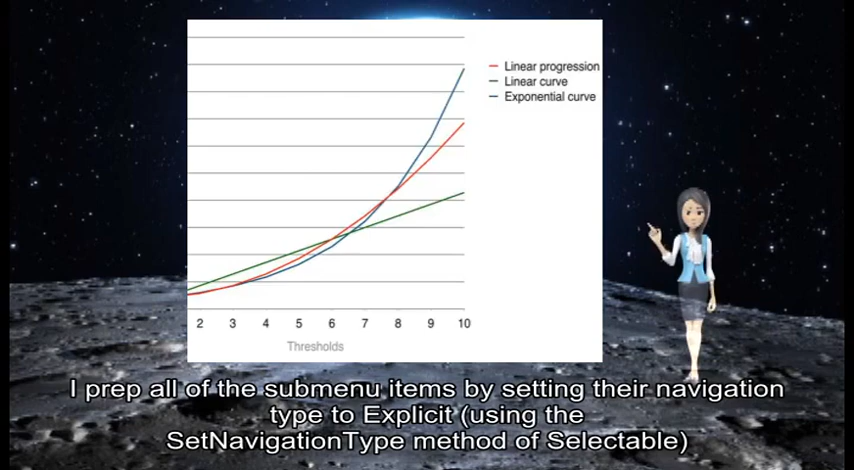 Linear progression
Linear curve
Exponential curve
2 3 4 5 6 7 8 9 10
Thresholds
I prep all of the submenu items by setting their navigation
type to Explicit (using the
SetNavigationType method of Selectable)